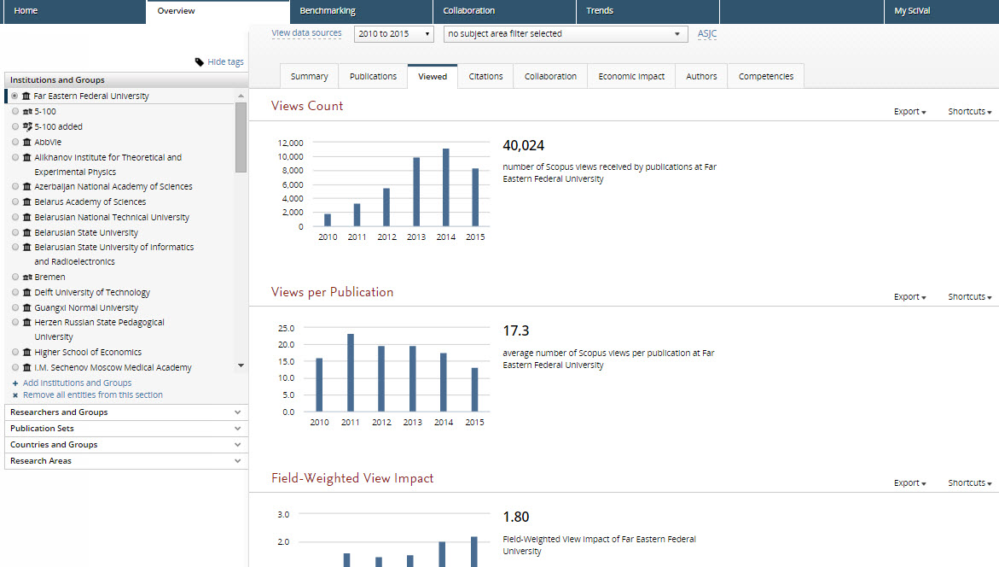 Home
Overview
Benchmarking
Collaboration
Trends
My SciVal
View data sources
2010 to 2015
no subject area filter selected
ASJC
Hide tags
Institutions and Groups
Far Eastern Federal University
5-100
5-100 added
AbbVie
Alikhanov Institute for Theoretical and
Experimental Physics
Azerbaijan National Academy of Sciences
Belarus Academy of Sciences
Belarusian National Technical University
Belarusian State University
Belarusian State University of Informatics
and Radioelectronics
Bremen
Delft University of Technology
Guangxi Normal University
Herzen Russian State Pedagogical
University
Higher School of Economics
I.M. Sechenov Moscow Medical Academy
Add Institutions and Groups
Remove all entities from this section
Researchers and Groups
Publication Sets
Countries and Groups
Research Areas
Summary
Publications
Viewed
Citations
Collaboration
Economic Impact
Authors
Competencies
Views Count
Export
Shortcuts
12,000
10,000
8,000
6,000
4,000
2,000
0
2010 2011 2012 2013 2014 2015
40,024
number of Scopus views received by publications at Far
Eastern Federal University
Views per Publication
Export
Shortcuts
25.0
20.0
15.0
10.0
5.0
0.0
2010 2011 2012 2013 2014 2015
17.3
average number of Scopus views per publication at Far
Eastern Federal University
Field-Weighted View Impact
Export
Shortcuts
3.0
2.0
1.80
Field-Weighted View Impact of Far Eastern Federal
University